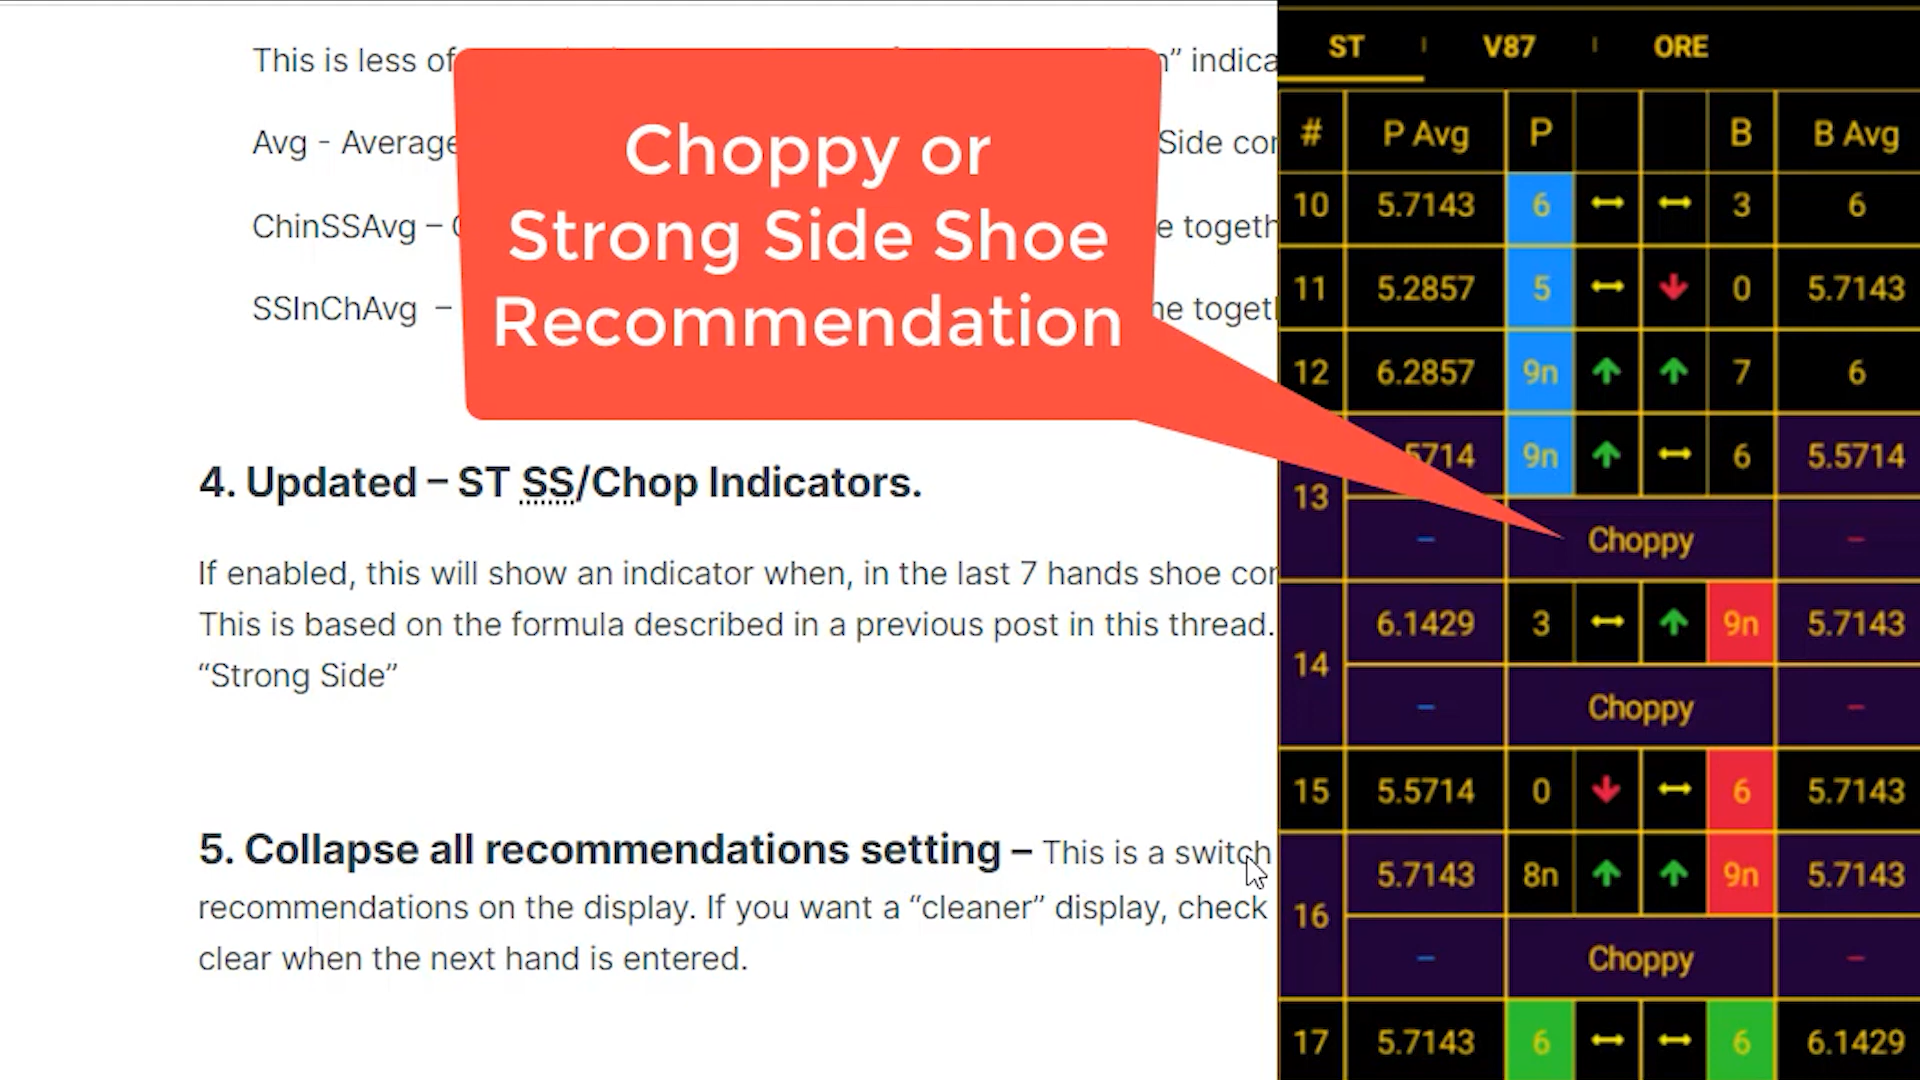 This is less of
n” indica
Avg - Average
Side con
ChinSSAvg –
e togeth
SSInChAvg –
me togeth
Choppy or
Strong Side Shoe
Recommendation
4. Updated – ST SS/Chop Indicators.
If enabled, this will show an indicator when, in the last 7 hands shoe con
This is based on the formula described in a previous post in this thread.
“Strong Side”
5. Collapse all recommendations setting – This is a switch
recommendations on the display. If you want a “cleaner” display, check
clear when the next hand is entered.
ST V87 ORE
# P Avg P B B Avg
10 5.7143 6 3 6
11 5.2857 5 0 5.7143
12 6.2857 9n 7 6
13 5714 9n 6 5.5714
– Choppy –
14 6.1429 3 9n 5.7143
– Choppy –
15 5.5714 0 6 5.7143
16 5.7143 8n 9n 5.7143
– Choppy –
17 5.7143 6 6 6.1429